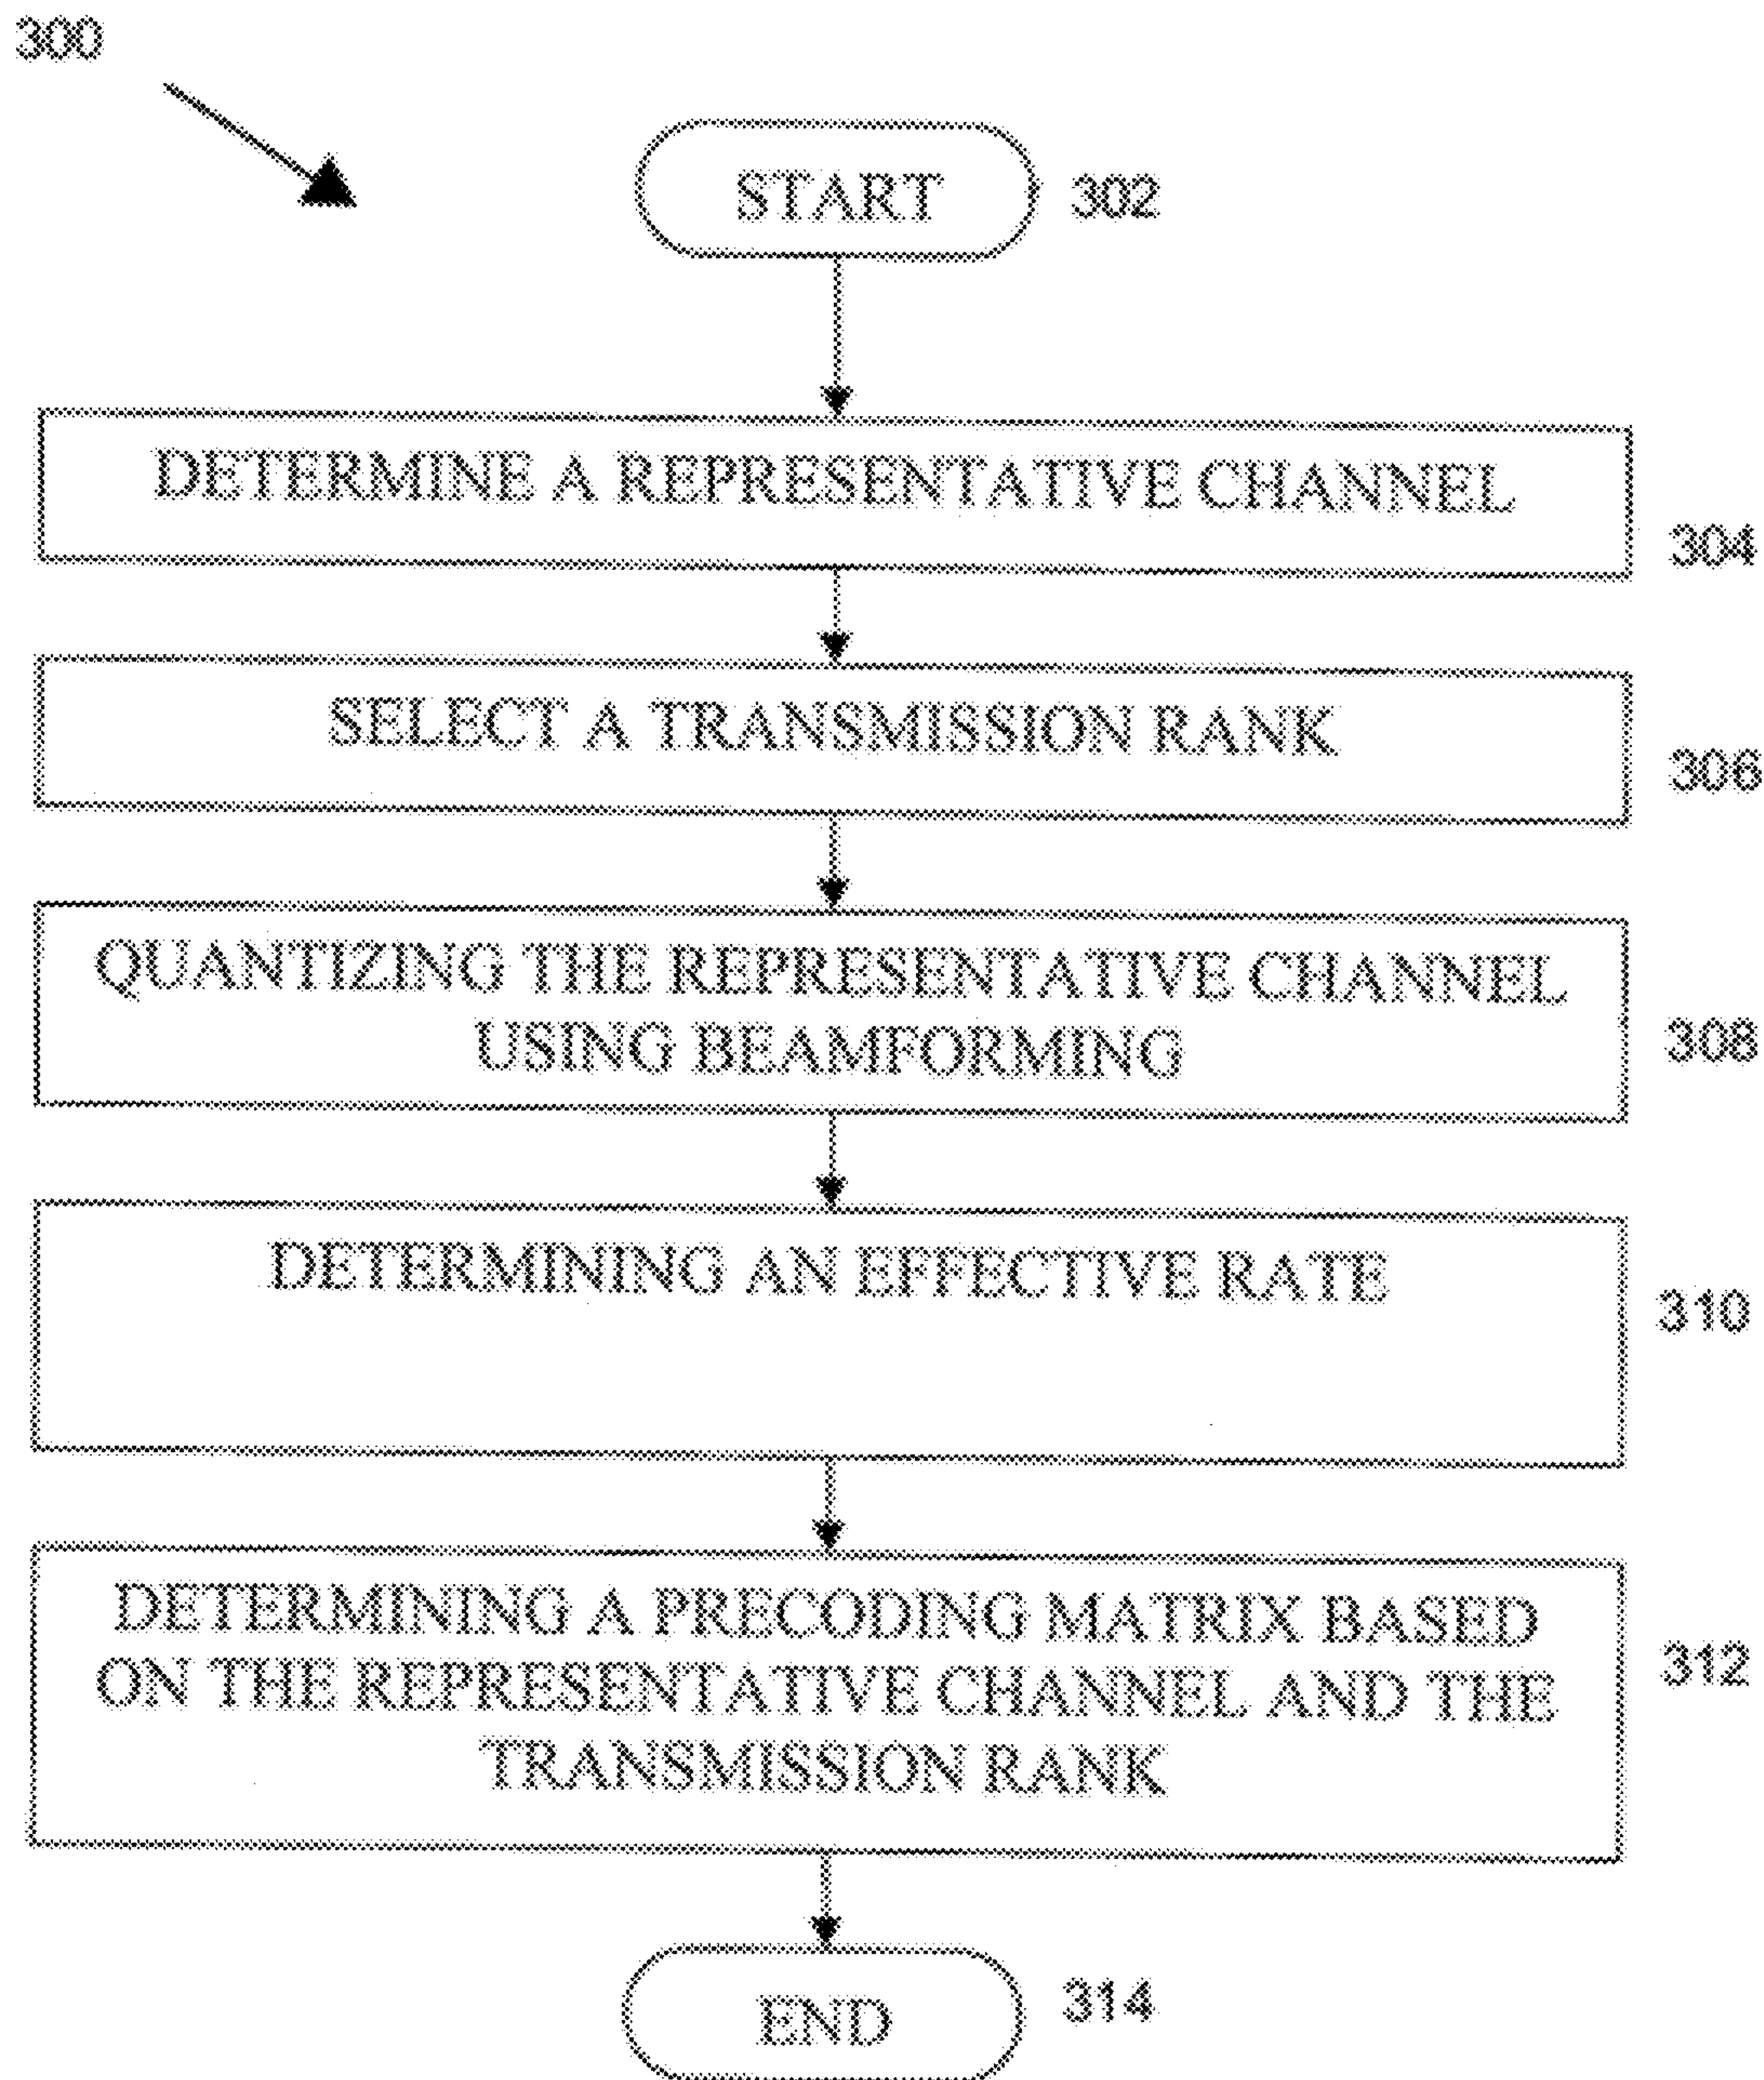 300
START 302
DETERMINE A REPRESENTATIVE CHANNEL
304
SELECT A TRANSMISSION RANK
306
QUANTIZING THE REPRESENTATIVE CHANNEL
USING BEAMFORMING
308
DETERMINING AN EFFECTIVE RATE
310
DETERMINING A PRECODING MATRIX BASED
ON THE REPRESENTATIVE CHANNEL AND THE
TRANSMISSION RANK
312
END 314